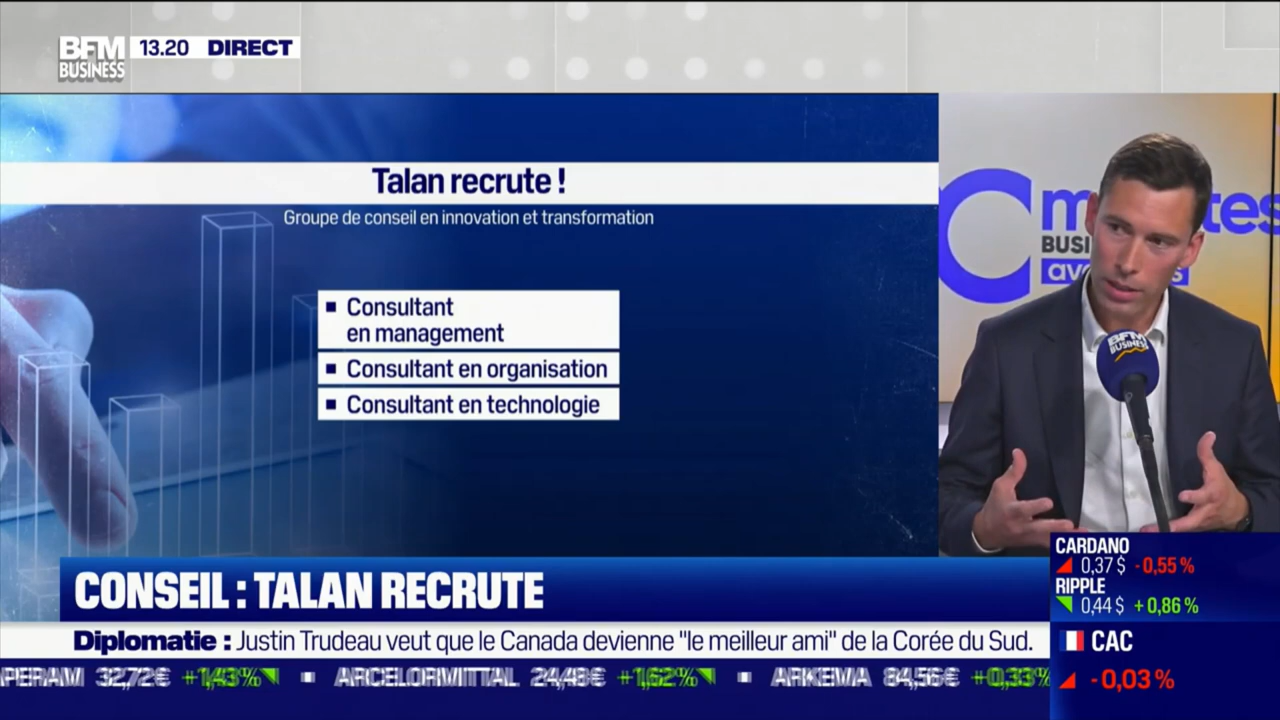 BFM
BUSINESS
13.20 DIRECT
Talan recrute !
Groupe de conseil en innovation et transformation
▪ Consultant
en management
▪ Consultant en organisation
▪ Consultant en technologie
BFM
BUSINESS
CARDANO
0,37 $ -0,55 %
RIPPLE
0,44 $ +0,86 %
CONSEIL : TALAN RECRUTE
CAC
-0,03 %
Diplomatie : Justin Trudeau veut que le Canada devienne "le meilleur ami" de la Corée du Sud.
PERAM 32,72€ +1,43% ▪ ARCELORMITTAL 24,48€ +1,62% ▪ ARKEMA 84,56€ +0,33%